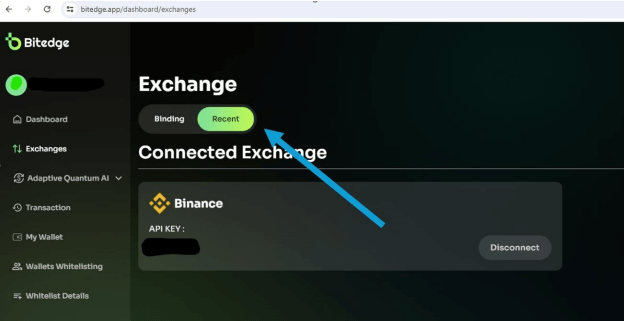 bitedge.app/dashboard/exchanges
Bitedge
Exchange
Binding Recent
Dashboard
Exchanges
Connected Exchange
Adaptive Quantum AI
Binance
Transaction
API KEY :
My Wallet
Disconnect
Wallets Whitelisting
Whitelist Details